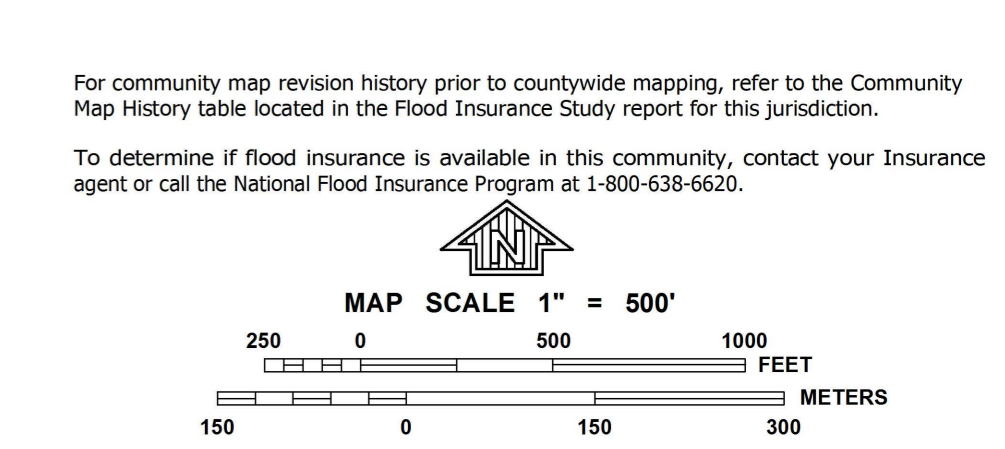 For community map revision history prior to countywide mapping, refer to the Community
Map History table located in the Flood Insurance Study report for this jurisdiction.
To determine if flood insurance is available in this community, contact your Insurance
agent or call the National Flood Insurance Program at 1-800-638-6620.
N
MAP SCALE 1" = 500'
250 0 500 1000
FEET
METERS
150 0 150 300